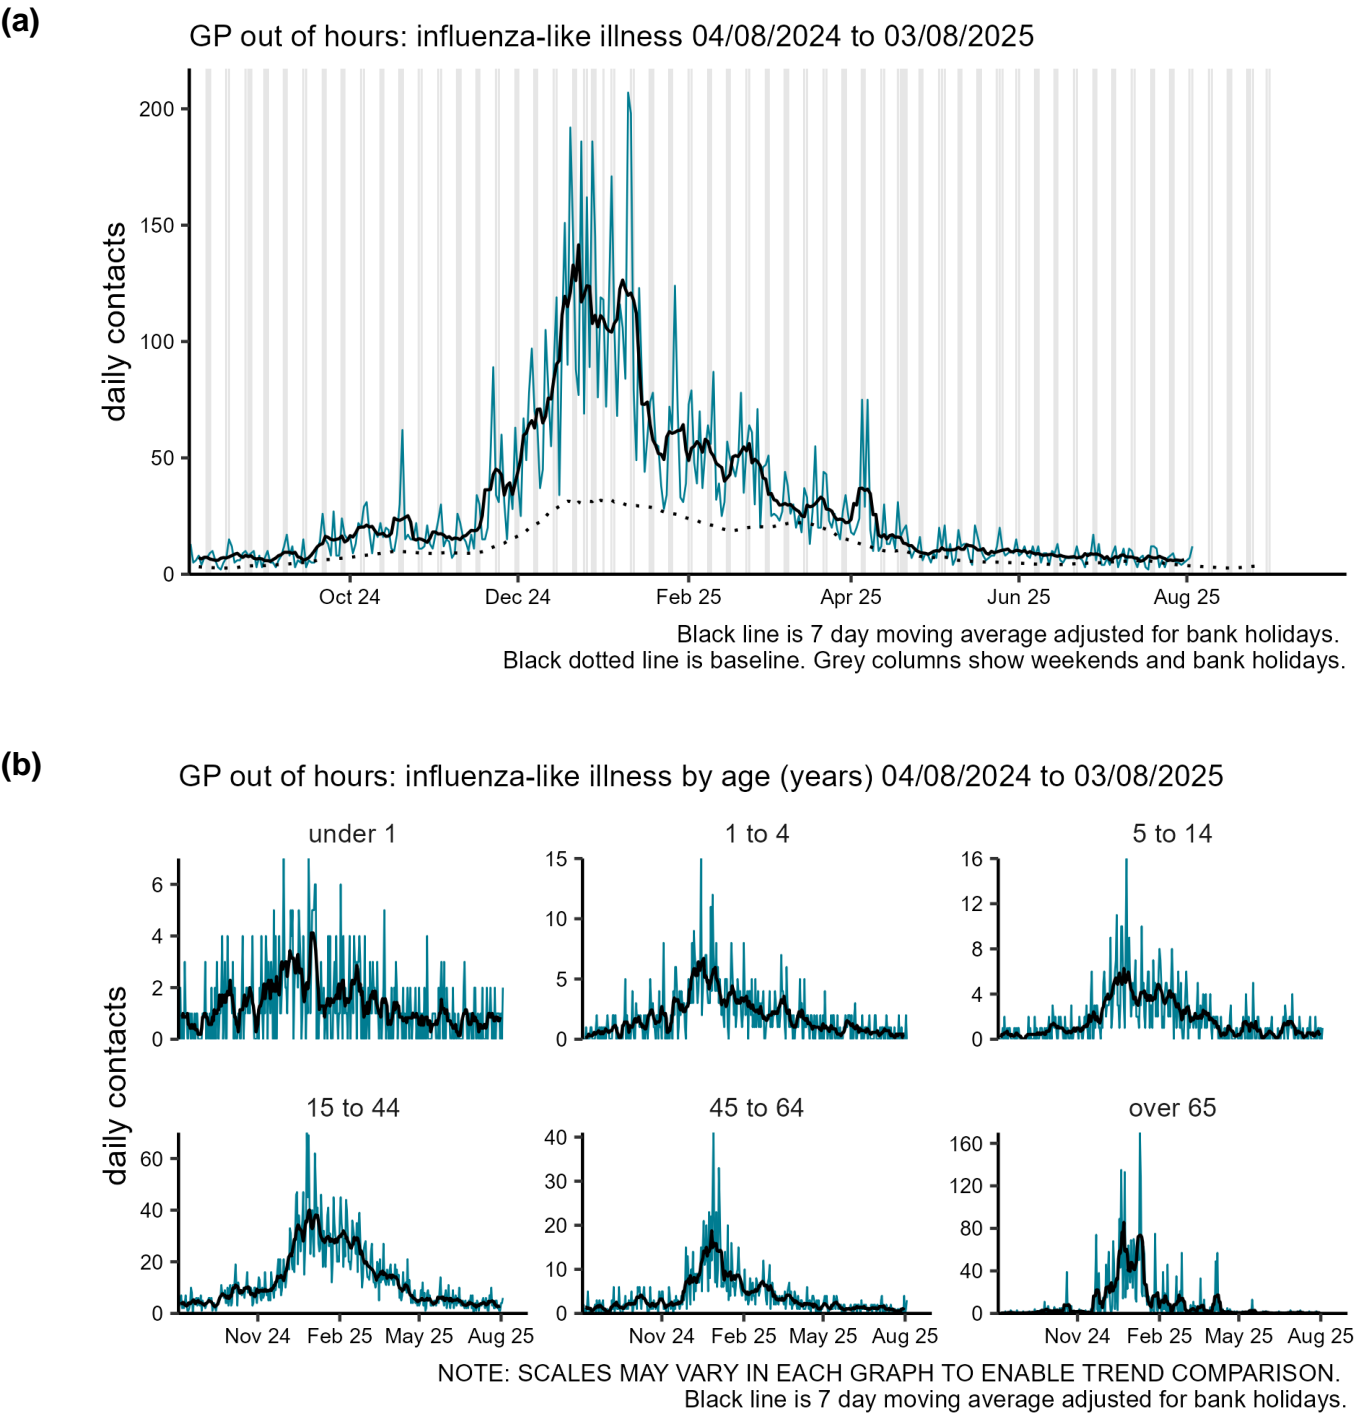 (a)
GP out of hours: influenza-like illness 04/08/2024 to 03/08/2025
daily contacts
200
150
100
50
0
Oct 24
Dec 24
Feb 25
Apr 25
Jun 25
Aug 25
Black line is 7 day moving average adjusted for bank holidays.
Black dotted line is baseline. Grey columns show weekends and bank holidays.
(b)
GP out of hours: influenza-like illness by age (years) 04/08/2024 to 03/08/2025
daily contacts
under 1
6
4
2
0
1 to 4
15
10
5
0
5 to 14
16
12
8
4
0
15 to 44
60
40
20
0
Nov 24
Feb 25
May 25
Aug 25
45 to 64
40
30
20
10
0
Nov 24
Feb 25
May 25
Aug 25
over 65
160
120
80
40
0
Nov 24
Feb 25
May 25
Aug 25
NOTE: SCALES MAY VARY IN EACH GRAPH TO ENABLE TREND COMPARISON.
Black line is 7 day moving average adjusted for bank holidays.